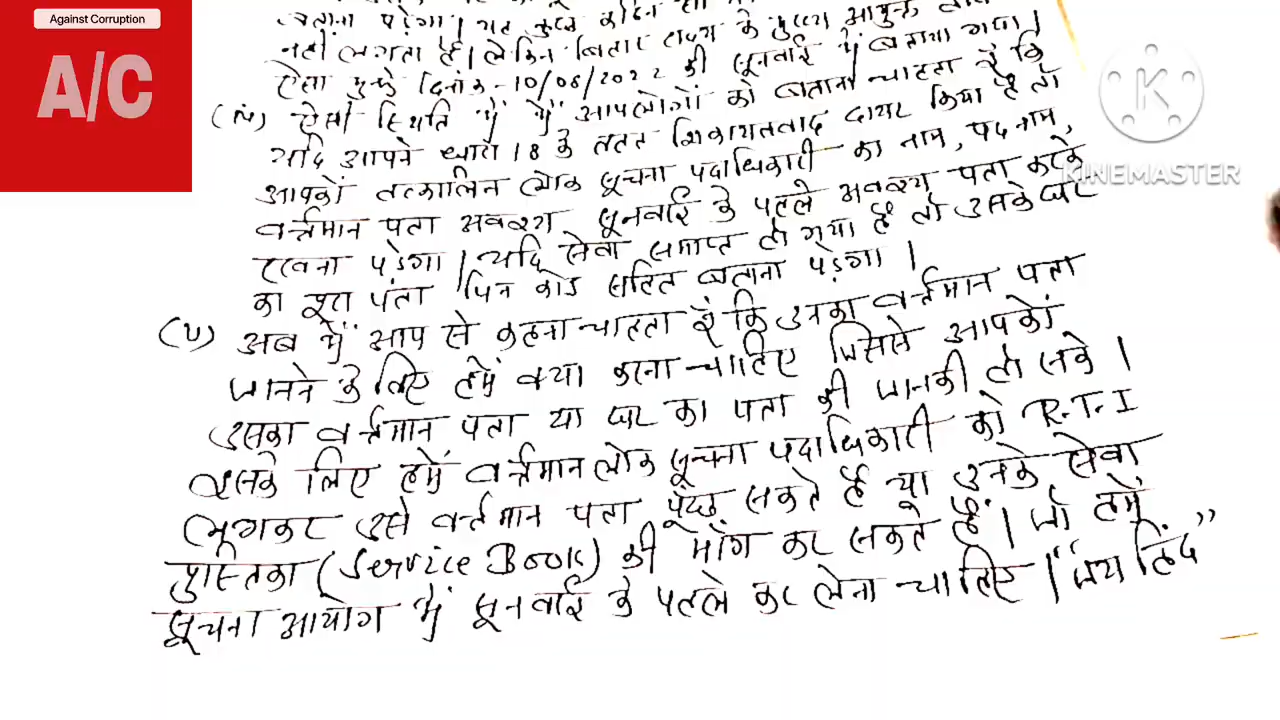 Against Corruption
A/C
KINEMASTER
बताना पड़ेगा। यह कुछ कठिन सा
नहीं लगता है। लेकिन बिहार राज्य के मुख्य आयुक्त
ऐसा मुझे दिनांक-10/08/2022 की सूनवाई में बताया गया।
(iv) ऐसी स्थिति में मैं आपलोगों को बताना चाहता हूँ कि
यदि आपने धारा 18 के तहत शिकायतवाद दायर किया है तो
आपको तत्कालिन लोक सूचना पदाधिकारी का नाम, पद नाम,
वर्त्तमान पता अवश्य सूनवाई के पहले अवश्य पता करके
रखना पड़ेगा। यदि सेवा समाप्त हो गया है तो उसके घर
का पूरा पता पिन कोड सहित बताना पड़ेगा।
(v) अब मैं आप से कहना चाहता हूँ कि उनका वर्त्तमान पता
जानने के लिए हमें क्या करना चाहिए जिससे आपको
उसका वर्त्तमान पता या घर का पता की जानकी हो सके।
इसके लिए हमें वर्त्तमान लोक सूचना पदाधिकारी को R.T.I
लगाकर उसे वर्त्तमान पता पूछ सकते हैं या उनके सेवा
पुस्तिका (Service Book) की माँग कर सकते हैं। जो हमें
सूचना आयोग में सूनवाई के पहले कर लेना चाहिए। "जय हिंद"